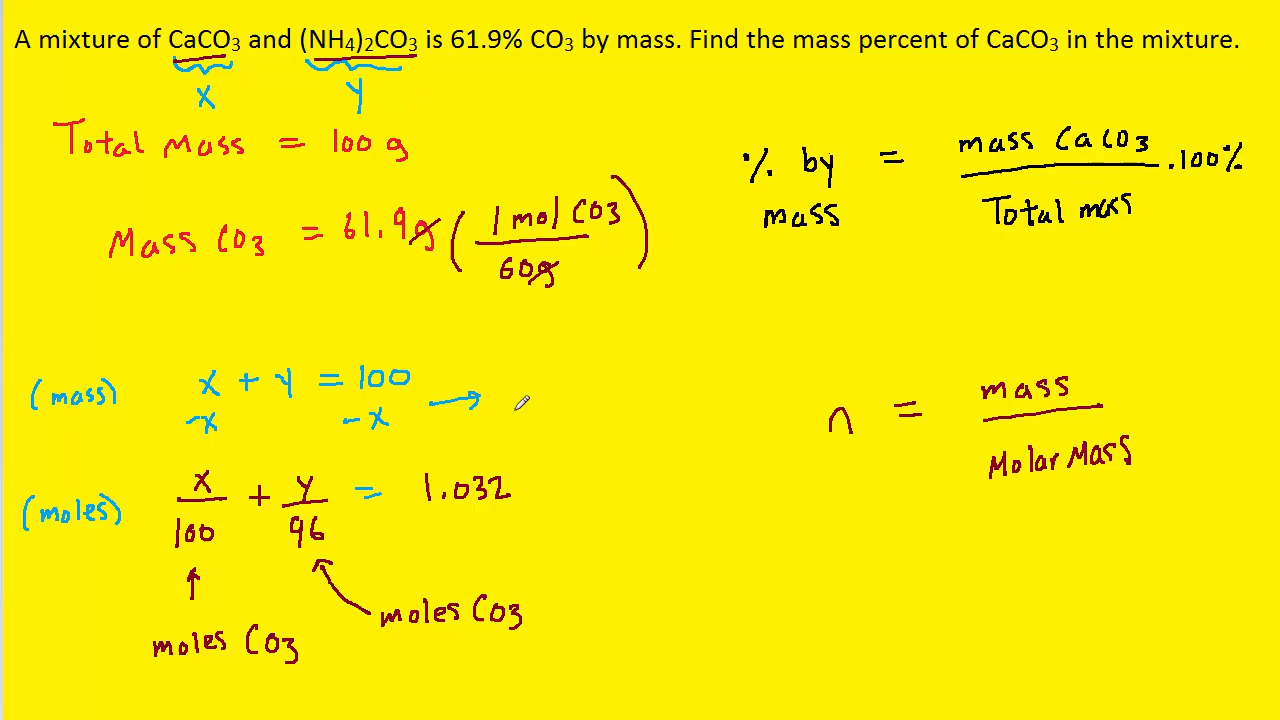 A mixture of CaCO₃ and (NH₄)₂CO₃ is 61.9% CO₃ by mass. Find the mass percent of CaCO₃ in the mixture.
x y
Total Mass = 100 g
% by mass = mass CaCO3 / Total mass . 100%
Mass CO3 = 61.9g ( 1 mol CO3 / 60g )
(mass) x + y = 100
-x -x →
n = mass / Molar Mass
(moles) x/100 + y/96 = 1.032
moles CO3
moles CO3